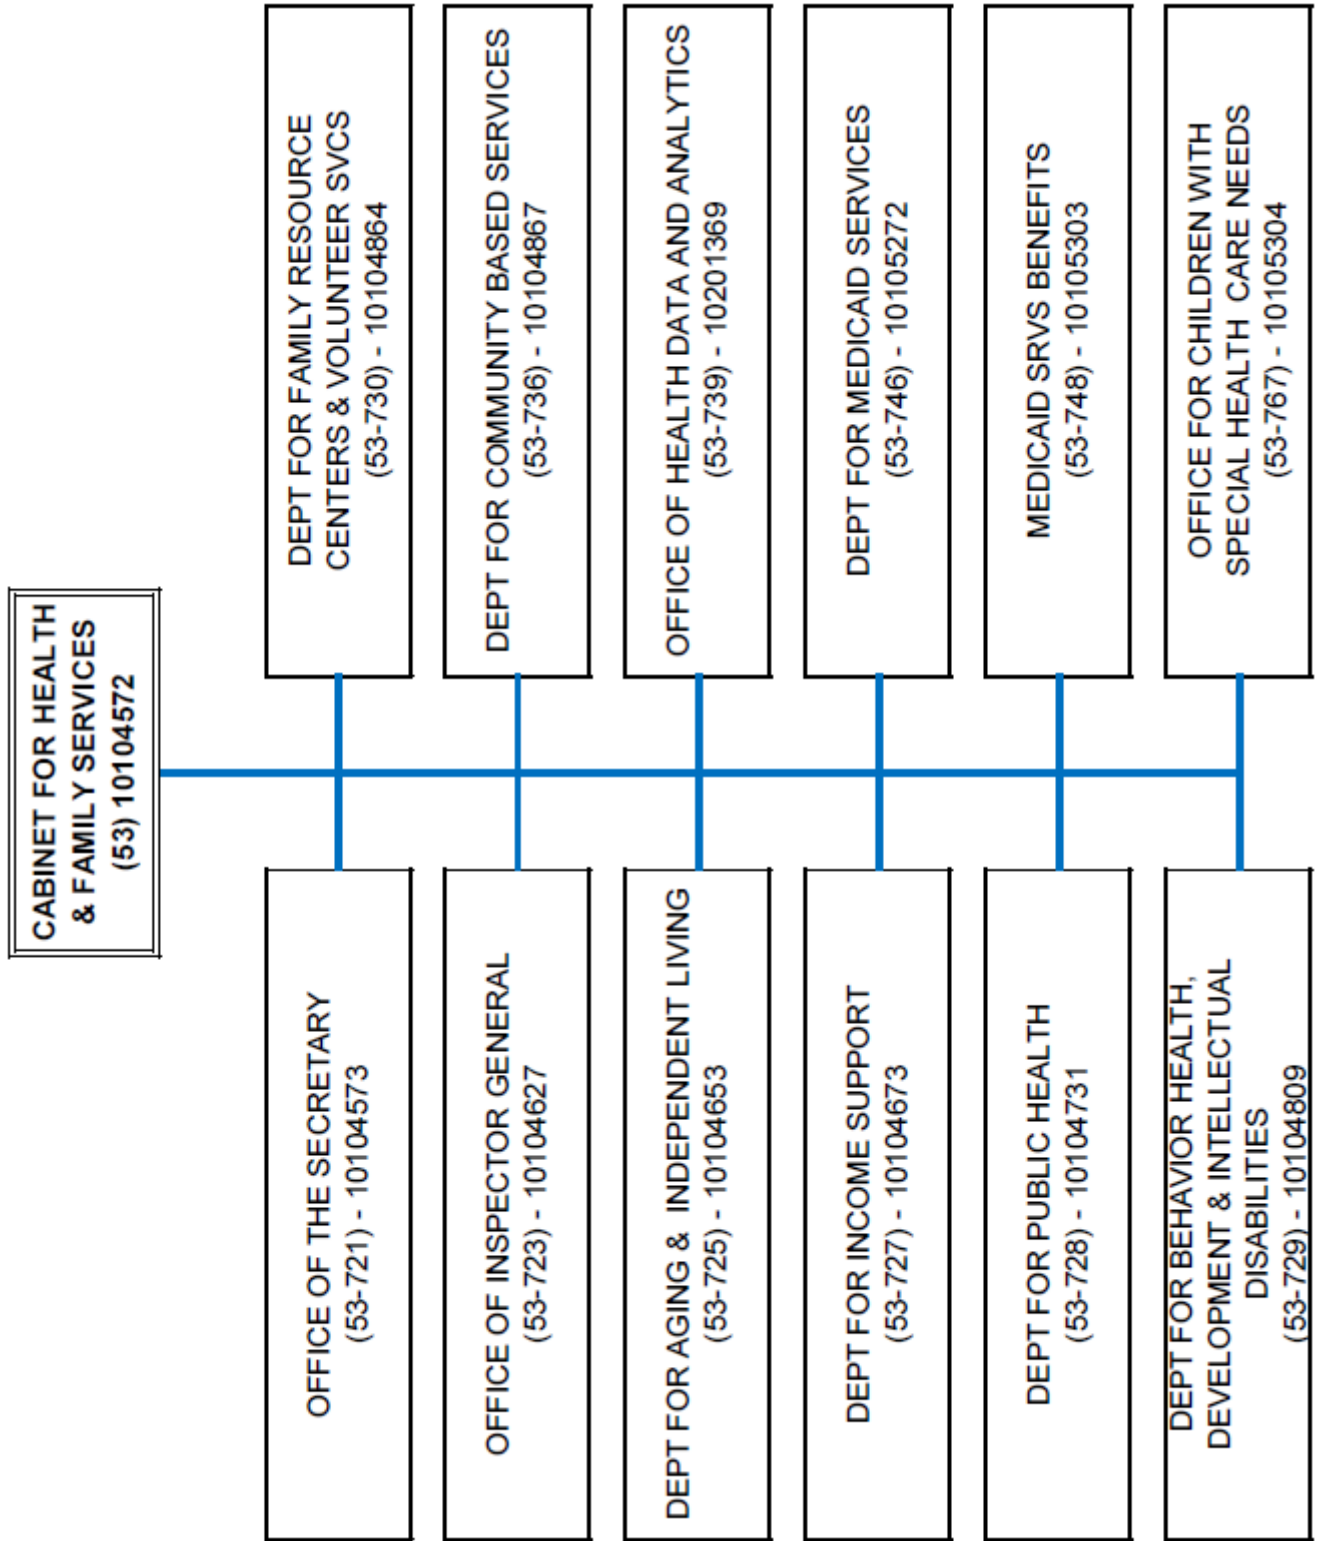 CABINET FOR HEALTH
& FAMILY SERVICES
(53) 10104572
OFFICE OF THE SECRETARY
(53-721) - 10104573
DEPT FOR FAMILY RESOURCE
CENTERS & VOLUNTEER SVCS
(53-730) - 10104864
OFFICE OF INSPECTOR GENERAL
(53-723) - 10104627
DEPT FOR COMMUNITY BASED SERVICES
(53-736) - 10104867
DEPT FOR AGING & INDEPENDENT LIVING
(53-725) - 10104653
OFFICE OF HEALTH DATA AND ANALYTICS
(53-739) - 10201369
DEPT FOR INCOME SUPPORT
(53-727) - 10104673
DEPT FOR MEDICAID SERVICES
(53-746) - 10105272
DEPT FOR PUBLIC HEALTH
(53-728) - 10104731
MEDICAID SRVS BENEFITS
(53-748) - 10105303
DEPT FOR BEHAVIOR HEALTH,
DEVELOPMENT & INTELLECTUAL
DISABILITIES
(53-729) - 10104809
OFFICE FOR CHILDREN WITH
SPECIAL HEALTH CARE NEEDS
(53-767) - 10105304